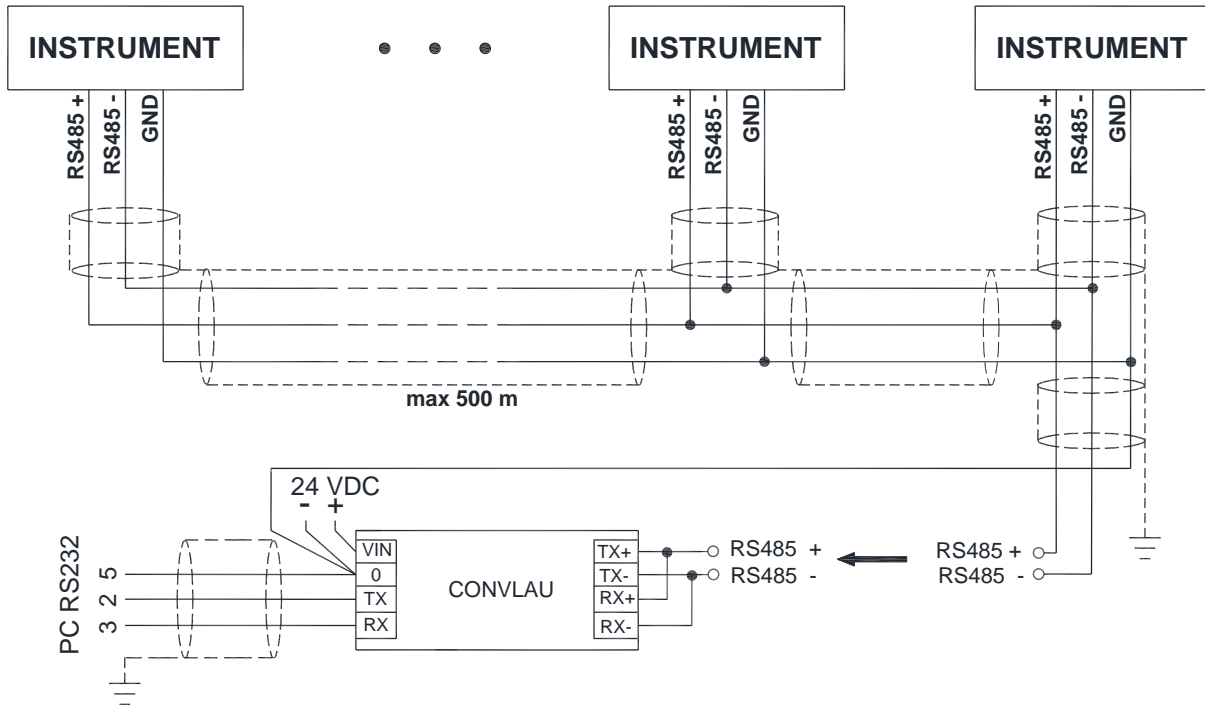 INSTRUMENT
INSTRUMENT
INSTRUMENT
RS485 +
RS485 -
GND
RS485 +
RS485 -
GND
RS485 +
RS485 -
GND
max 500 m
24 VDC
- +
PC RS232
5
2
3
VIN
0
TX
RX
CONVLAU
TX+
TX-
RX+
RX-
RS485 +
RS485 -
RS485 +
RS485 -